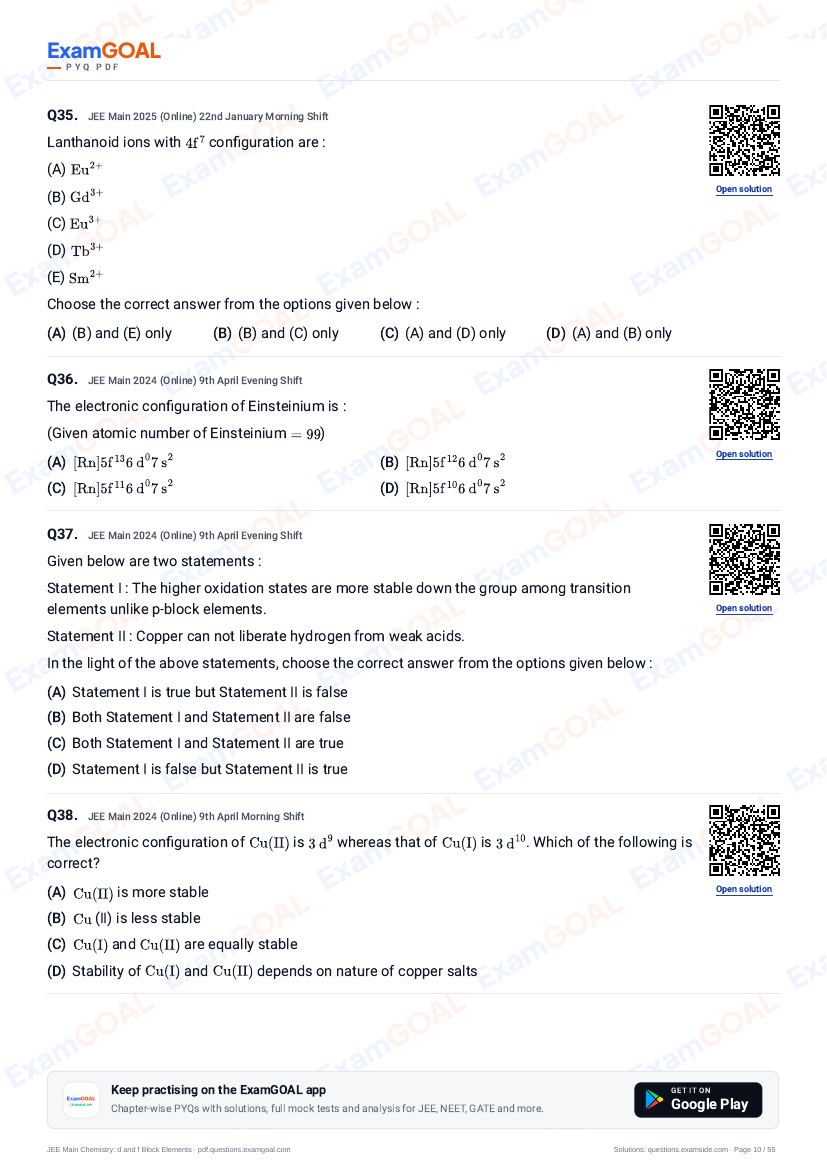 ExamGOAL
PYQ PDF
Q35. JEE Main 2025 (Online) 22nd January Morning Shift
Lanthanoid ions with 4f⁷ configuration are :
(A) Eu²⁺
(B) Gd³⁺
(C) Eu³⁺
(D) Tb³⁺
(E) Sm²⁺
Open solution
Choose the correct answer from the options given below :
(A) (B) and (E) only (B) (B) and (C) only (C) (A) and (D) only (D) (A) and (B) only
Q36. JEE Main 2024 (Online) 9th April Evening Shift
The electronic configuration of Einsteinium is :
(Given atomic number of Einsteinium = 99)
Open solution
(A) [Rn]5f¹³6 d⁰7 s² (B) [Rn]5f¹²6 d⁰7 s²
(C) [Rn]5f¹¹6 d⁰7 s² (D) [Rn]5f¹⁰6 d⁰7 s²
Q37. JEE Main 2024 (Online) 9th April Evening Shift
Given below are two statements :
Statement I : The higher oxidation states are more stable down the group among transition
elements unlike p-block elements.
Open solution
Statement II : Copper can not liberate hydrogen from weak acids.
In the light of the above statements, choose the correct answer from the options given below :
(A) Statement I is true but Statement II is false
(B) Both Statement I and Statement II are false
(C) Both Statement I and Statement II are true
(D) Statement I is false but Statement II is true
Q38. JEE Main 2024 (Online) 9th April Morning Shift
The electronic configuration of Cu(II) is 3 d⁹ whereas that of Cu(I) is 3 d¹⁰. Which of the following is
correct?
Open solution
(A) Cu(II) is more stable
(B) Cu (II) is less stable
(C) Cu(I) and Cu(II) are equally stable
(D) Stability of Cu(I) and Cu(II) depends on nature of copper salts
ExamGOAL
Keep practising on the ExamGOAL app
Chapter-wise PYQs with solutions, full mock tests and analysis for JEE, NEET, GATE and more.
GET IT ON
Google Play
JEE Main Chemistry: d and f Block Elements · pdf.questions.examgoal.com
Solutions: questions.examside.com · Page 10 / 55